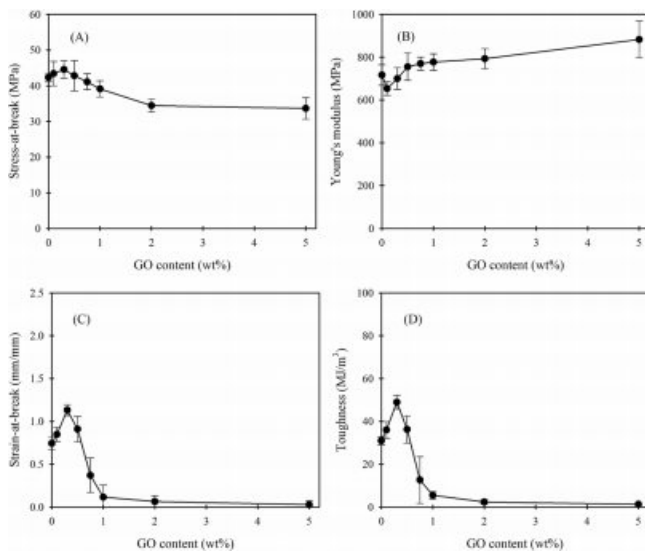 (A)
Stress-at-break (MPa)
60
50
40
30
20
10
0
0 1 2 3 4 5
GO content (wt%)
(B)
Young's modulus (MPa)
1000
800
600
400
200
0
0 1 2 3 4 5
GO content (wt%)
(C)
Strain-at-break (mm/mm)
2.5
2.0
1.5
1.0
0.5
0.0
0 1 2 3 4 5
GO content (wt%)
(D)
Toughness (MJ/m³)
100
80
60
40
20
0
0 1 2 3 4 5
GO content (wt%)